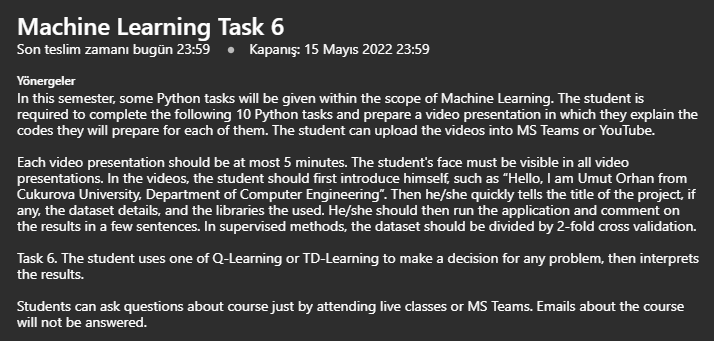 Machine Learning Task 6
Son teslim zamanı bugün 23:59 • Kapanış: 15 Mayıs 2022 23:59
Yönergeler
In this semester, some Python tasks will be given within the scope of Machine Learning. The student is
required to complete the following 10 Python tasks and prepare a video presentation in which they explain the
codes they will prepare for each of them. The student can upload the videos into MS Teams or YouTube.
Each video presentation should be at most 5 minutes. The student's face must be visible in all video
presentations. In the videos, the student should first introduce himself, such as “Hello, I am Umut Orhan from
Cukurova University, Department of Computer Engineering”. Then he/she quickly tells the title of the project, if
any, the dataset details, and the libraries the used. He/she should then run the application and comment on
the results in a few sentences. In supervised methods, the dataset should be divided by 2-fold cross validation.
Task 6. The student uses one of Q-Learning or TD-Learning to make a decision for any problem, then interprets
the results.
Students can ask questions about course just by attending live classes or MS Teams. Emails about the course
will not be answered.